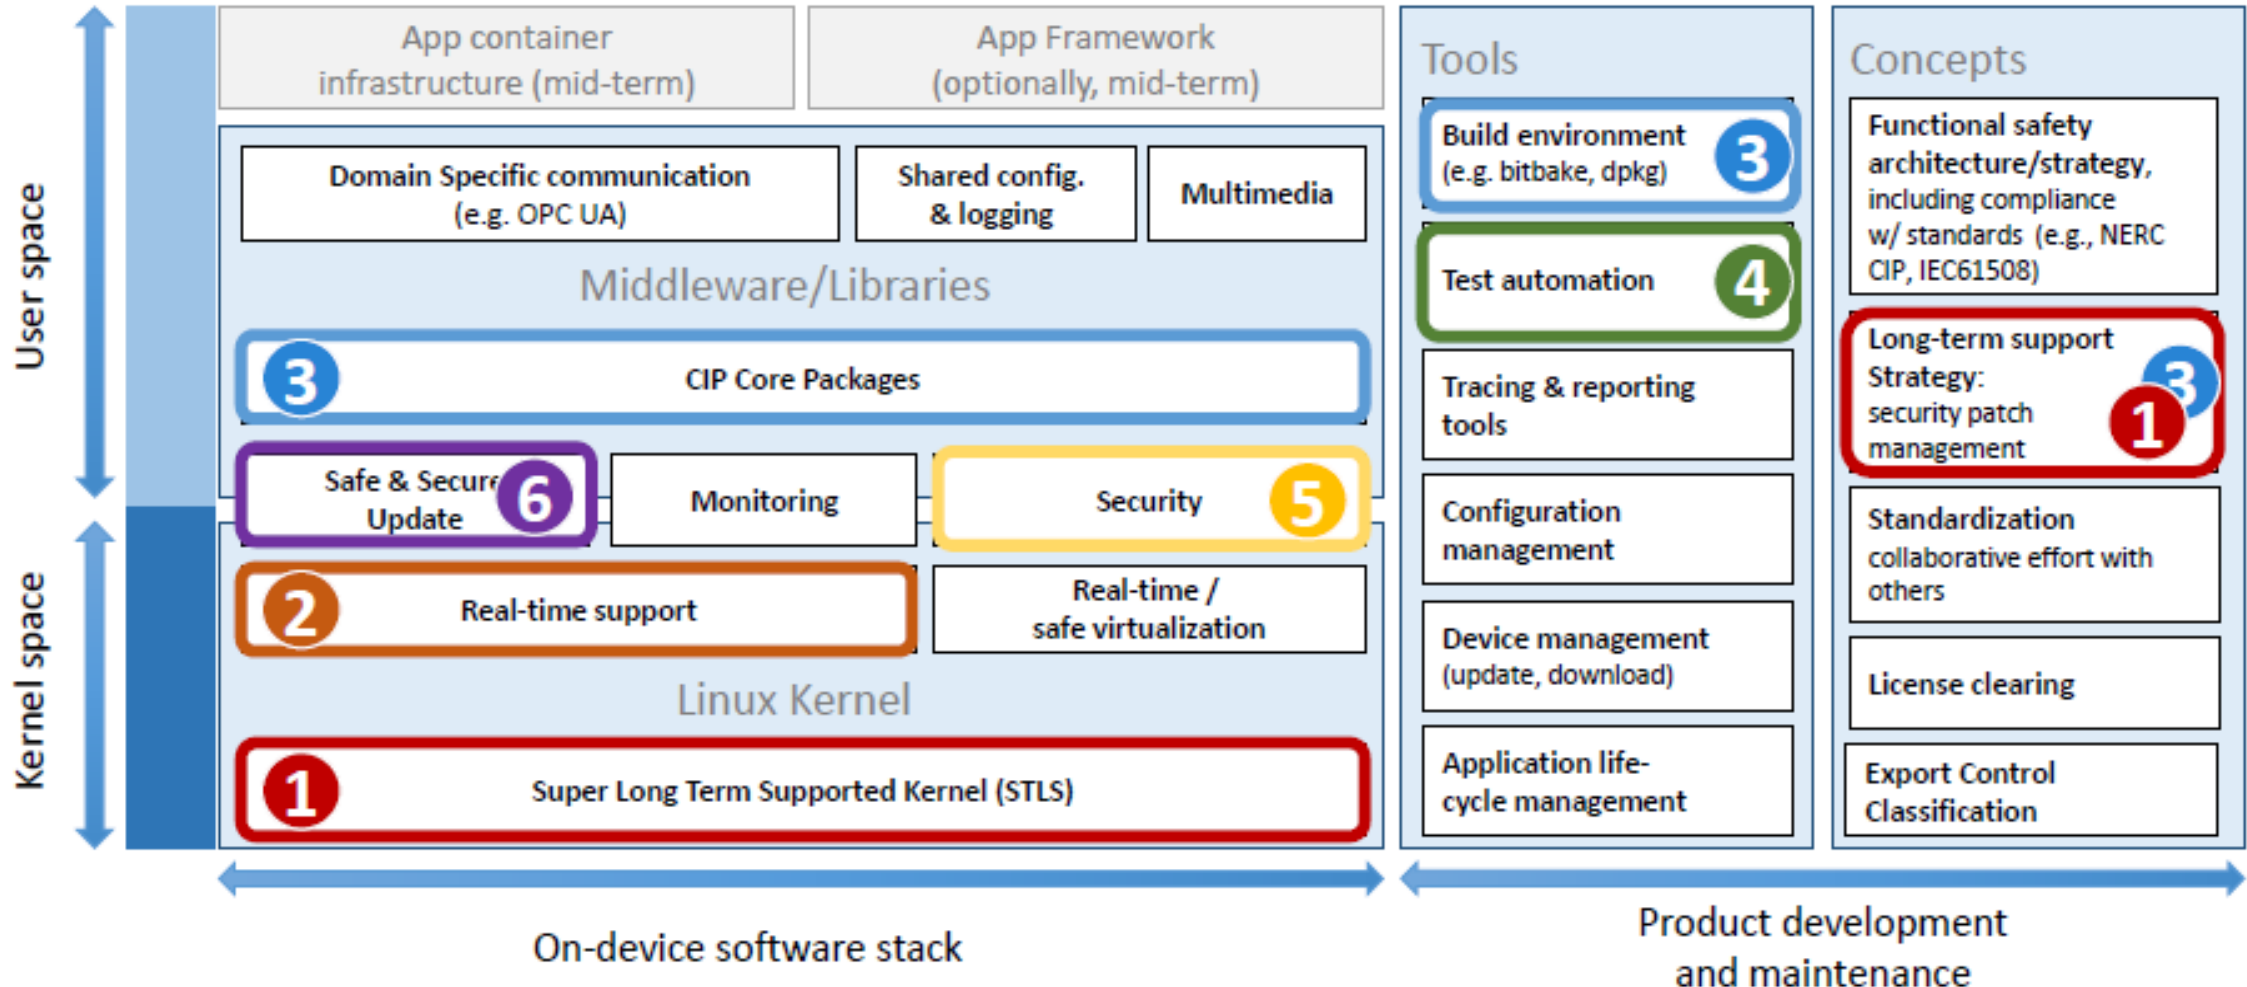 User space
Kernel space
App container
infrastructure (mid-term)
App Framework
(optionally, mid-term)
Domain Specific communication
(e.g. OPC UA)
Shared config.
& logging
Multimedia
Middleware/Libraries
3
CIP Core Packages
Safe & Secure
Update
6
Monitoring
Security
5
2
Real-time support
Real-time /
safe virtualization
Linux Kernel
1
Super Long Term Supported Kernel (STLS)
On-device software stack
Tools
Build environment
(e.g. bitbake, dpkg)
3
Test automation
4
Tracing & reporting
tools
Configuration
management
Device management
(update, download)
Application life-
cycle management
Concepts
Functional safety
architecture/strategy,
including compliance
w/ standards (e.g., NERC
CIP, IEC61508)
Long-term support
Strategy:
security patch
management
3
1
Standardization
collaborative effort with
others
License clearing
Export Control
Classification
Product development
and maintenance